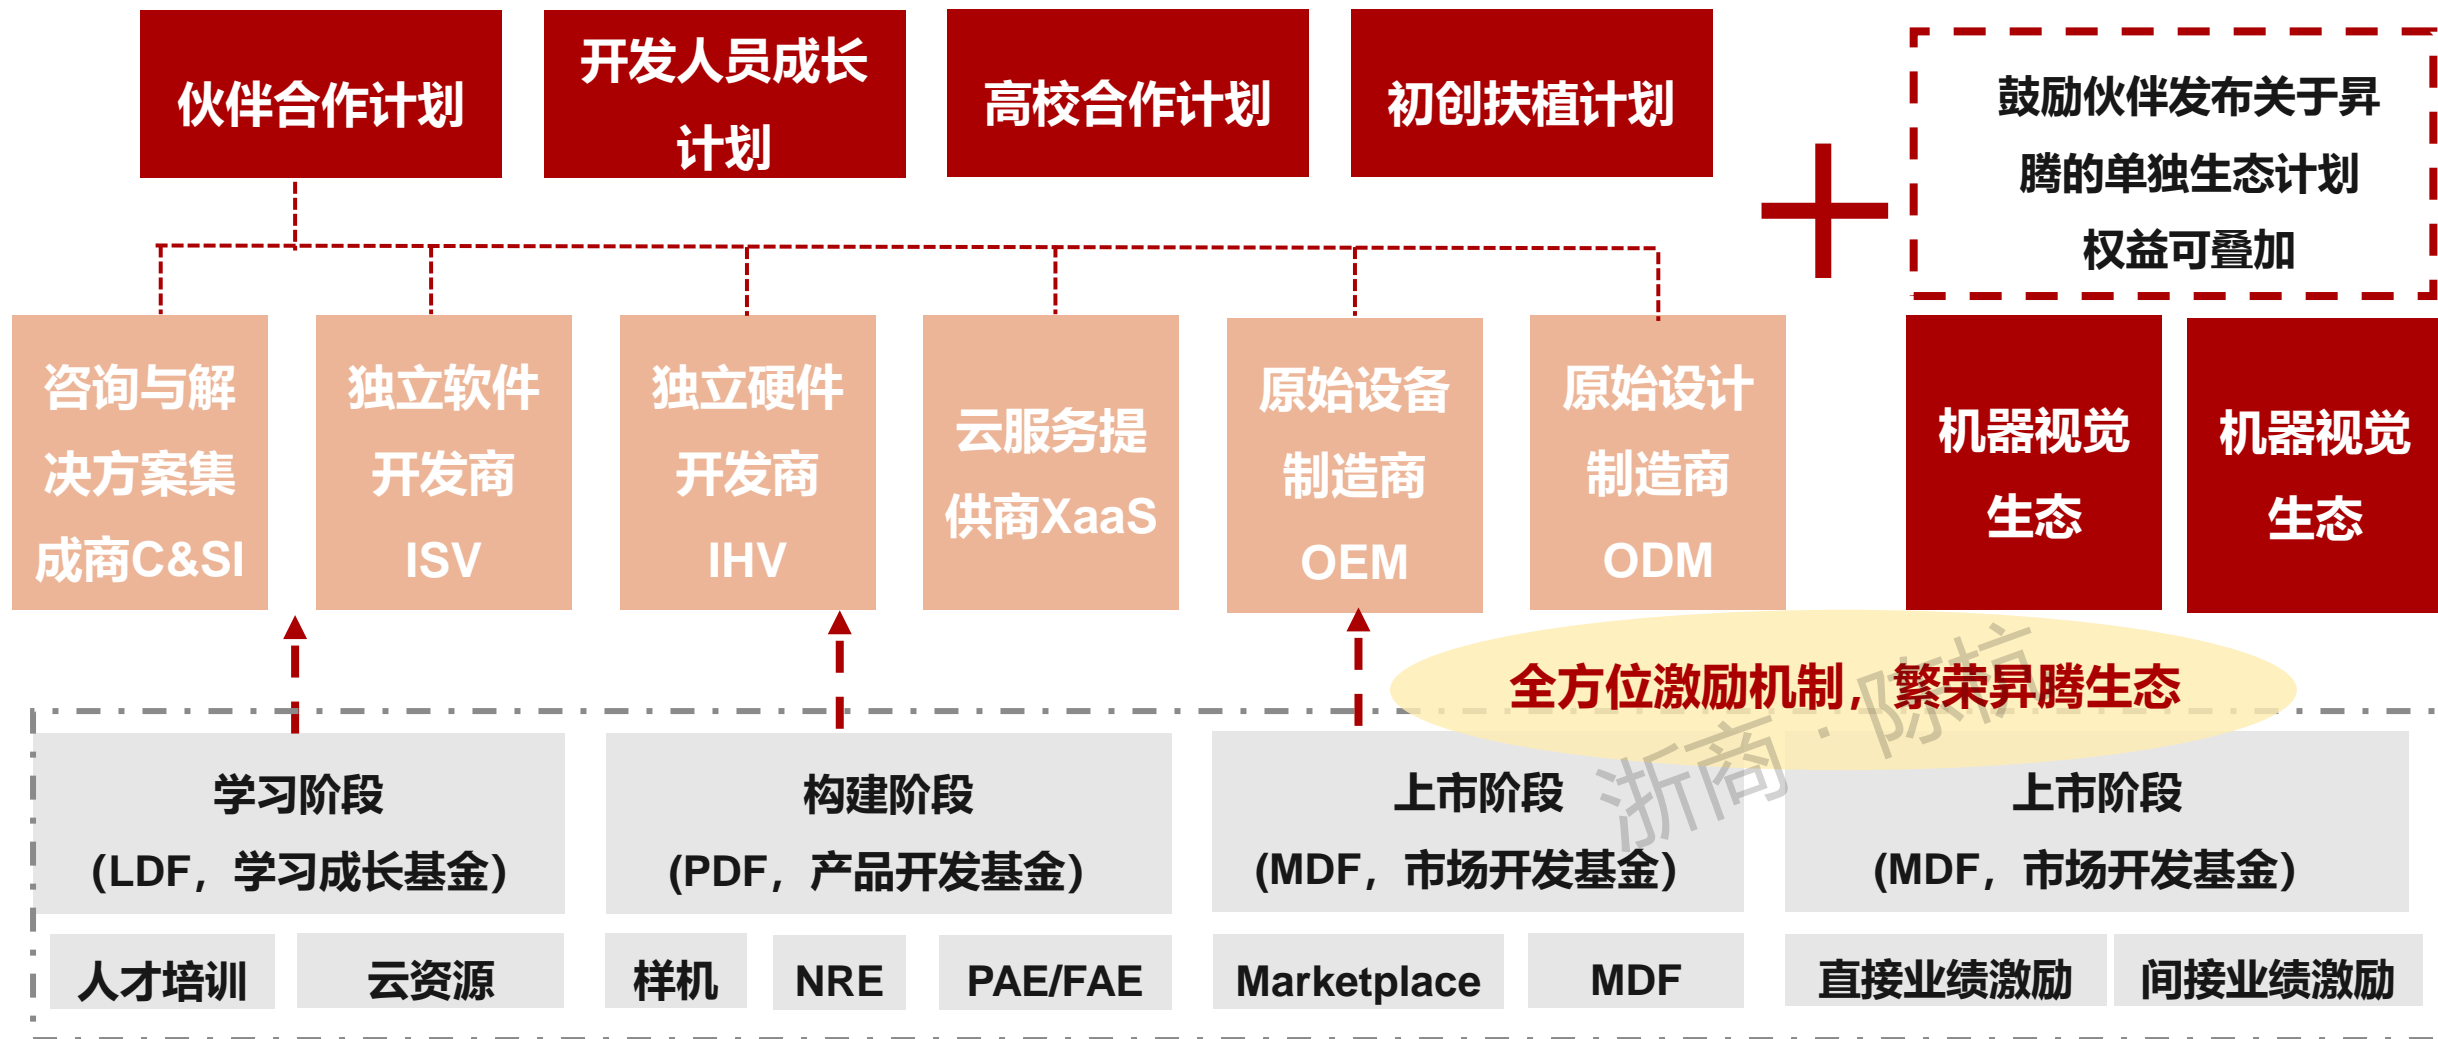 伙伴合作计划
开发人员成长
计划
高校合作计划
初创扶植计划
鼓励伙伴发布关于昇
腾的单独生态计划
权益可叠加
咨询与解
决方案集
成商C&SI
独立软件
开发商
ISV
独立硬件
开发商
IHV
云服务提
供商XaaS
原始设备
制造商
OEM
原始设计
制造商
ODM
机器视觉
生态
机器视觉
生态
全方位激励机制，繁荣昇腾生态
浙商·陈杭
学习阶段
（LDF，学习成长基金）
构建阶段
(PDF，产品开发基金）
上市阶段
(MDF，市场开发基金）
上市阶段
(MDF，市场开发基金）
人才培训
云资源
样机
NRE
PAE/FAE
Marketplace
MDF
直接业绩激励
间接业绩激励